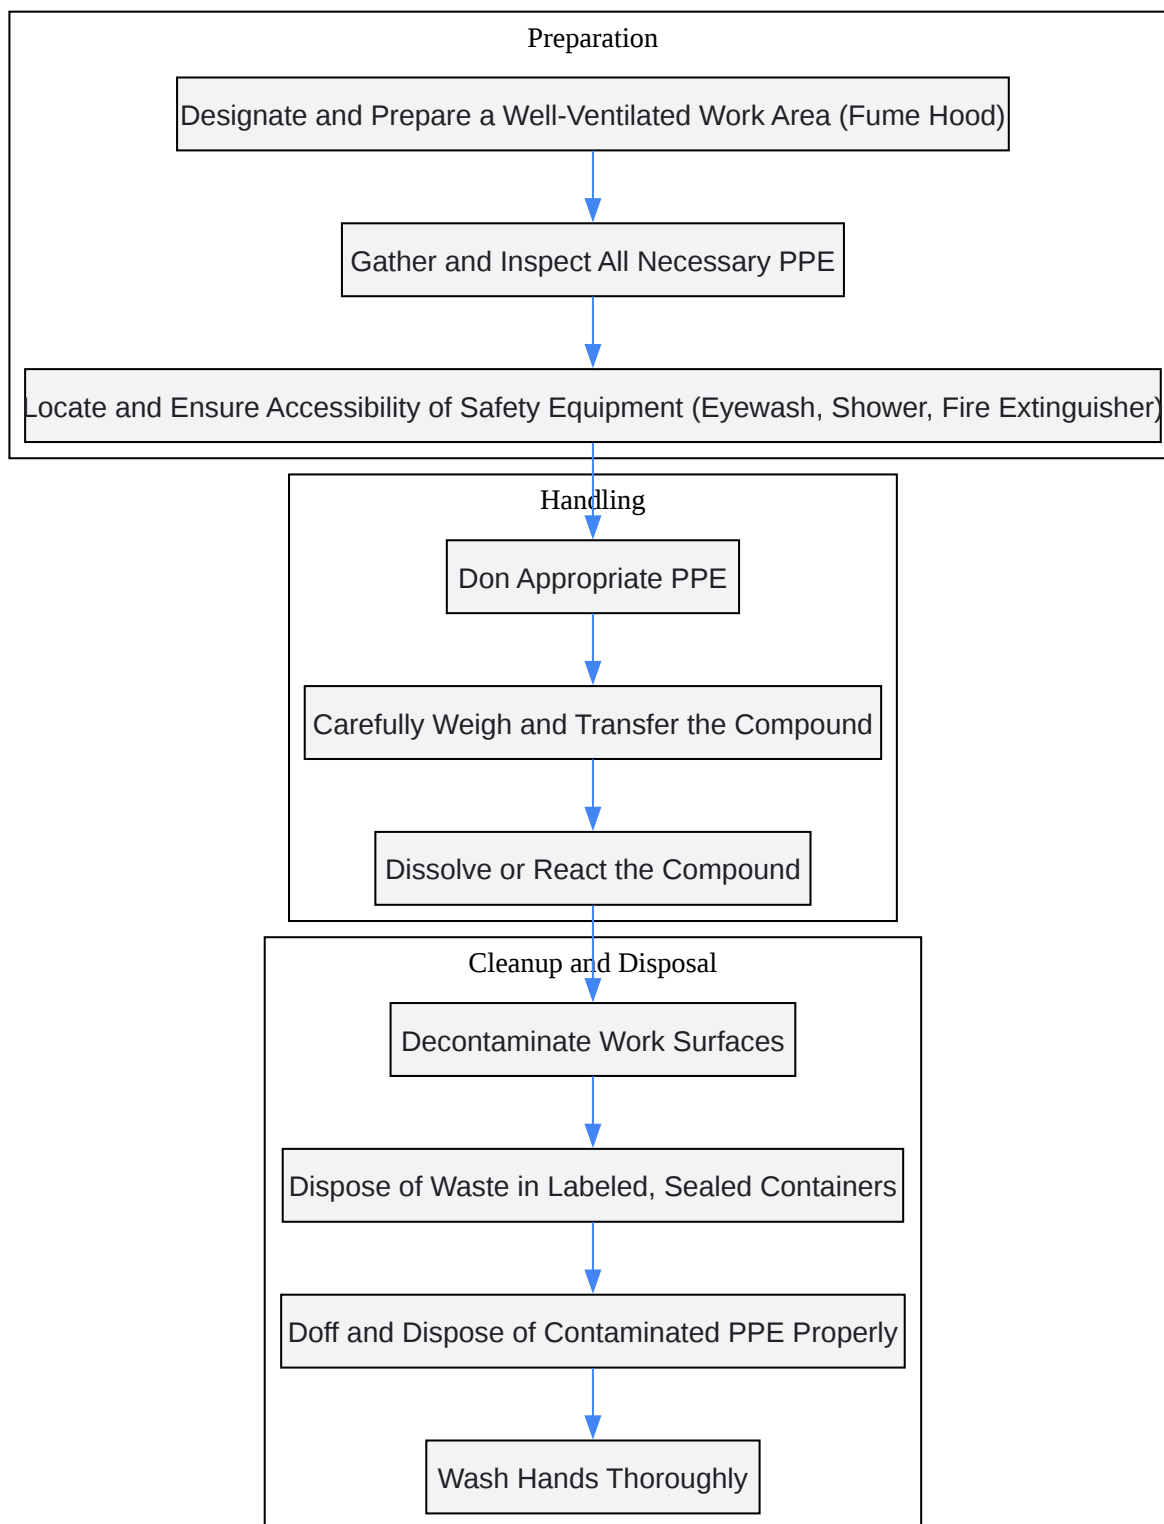 Preparation
Designate and Prepare a Well-Ventilated Work Area (Fume Hood)
Gather and Inspect All Necessary PPE
Locate and Ensure Accessibility of Safety Equipment (Eyewash, Shower, Fire Extinguisher)
Handling
Don Appropriate PPE
Carefully Weigh and Transfer the Compound
Dissolve or React the Compound
Cleanup and Disposal
Decontaminate Work Surfaces
Dispose of Waste in Labeled, Sealed Containers
Doff and Dispose of Contaminated PPE Properly
Wash Hands Thoroughly